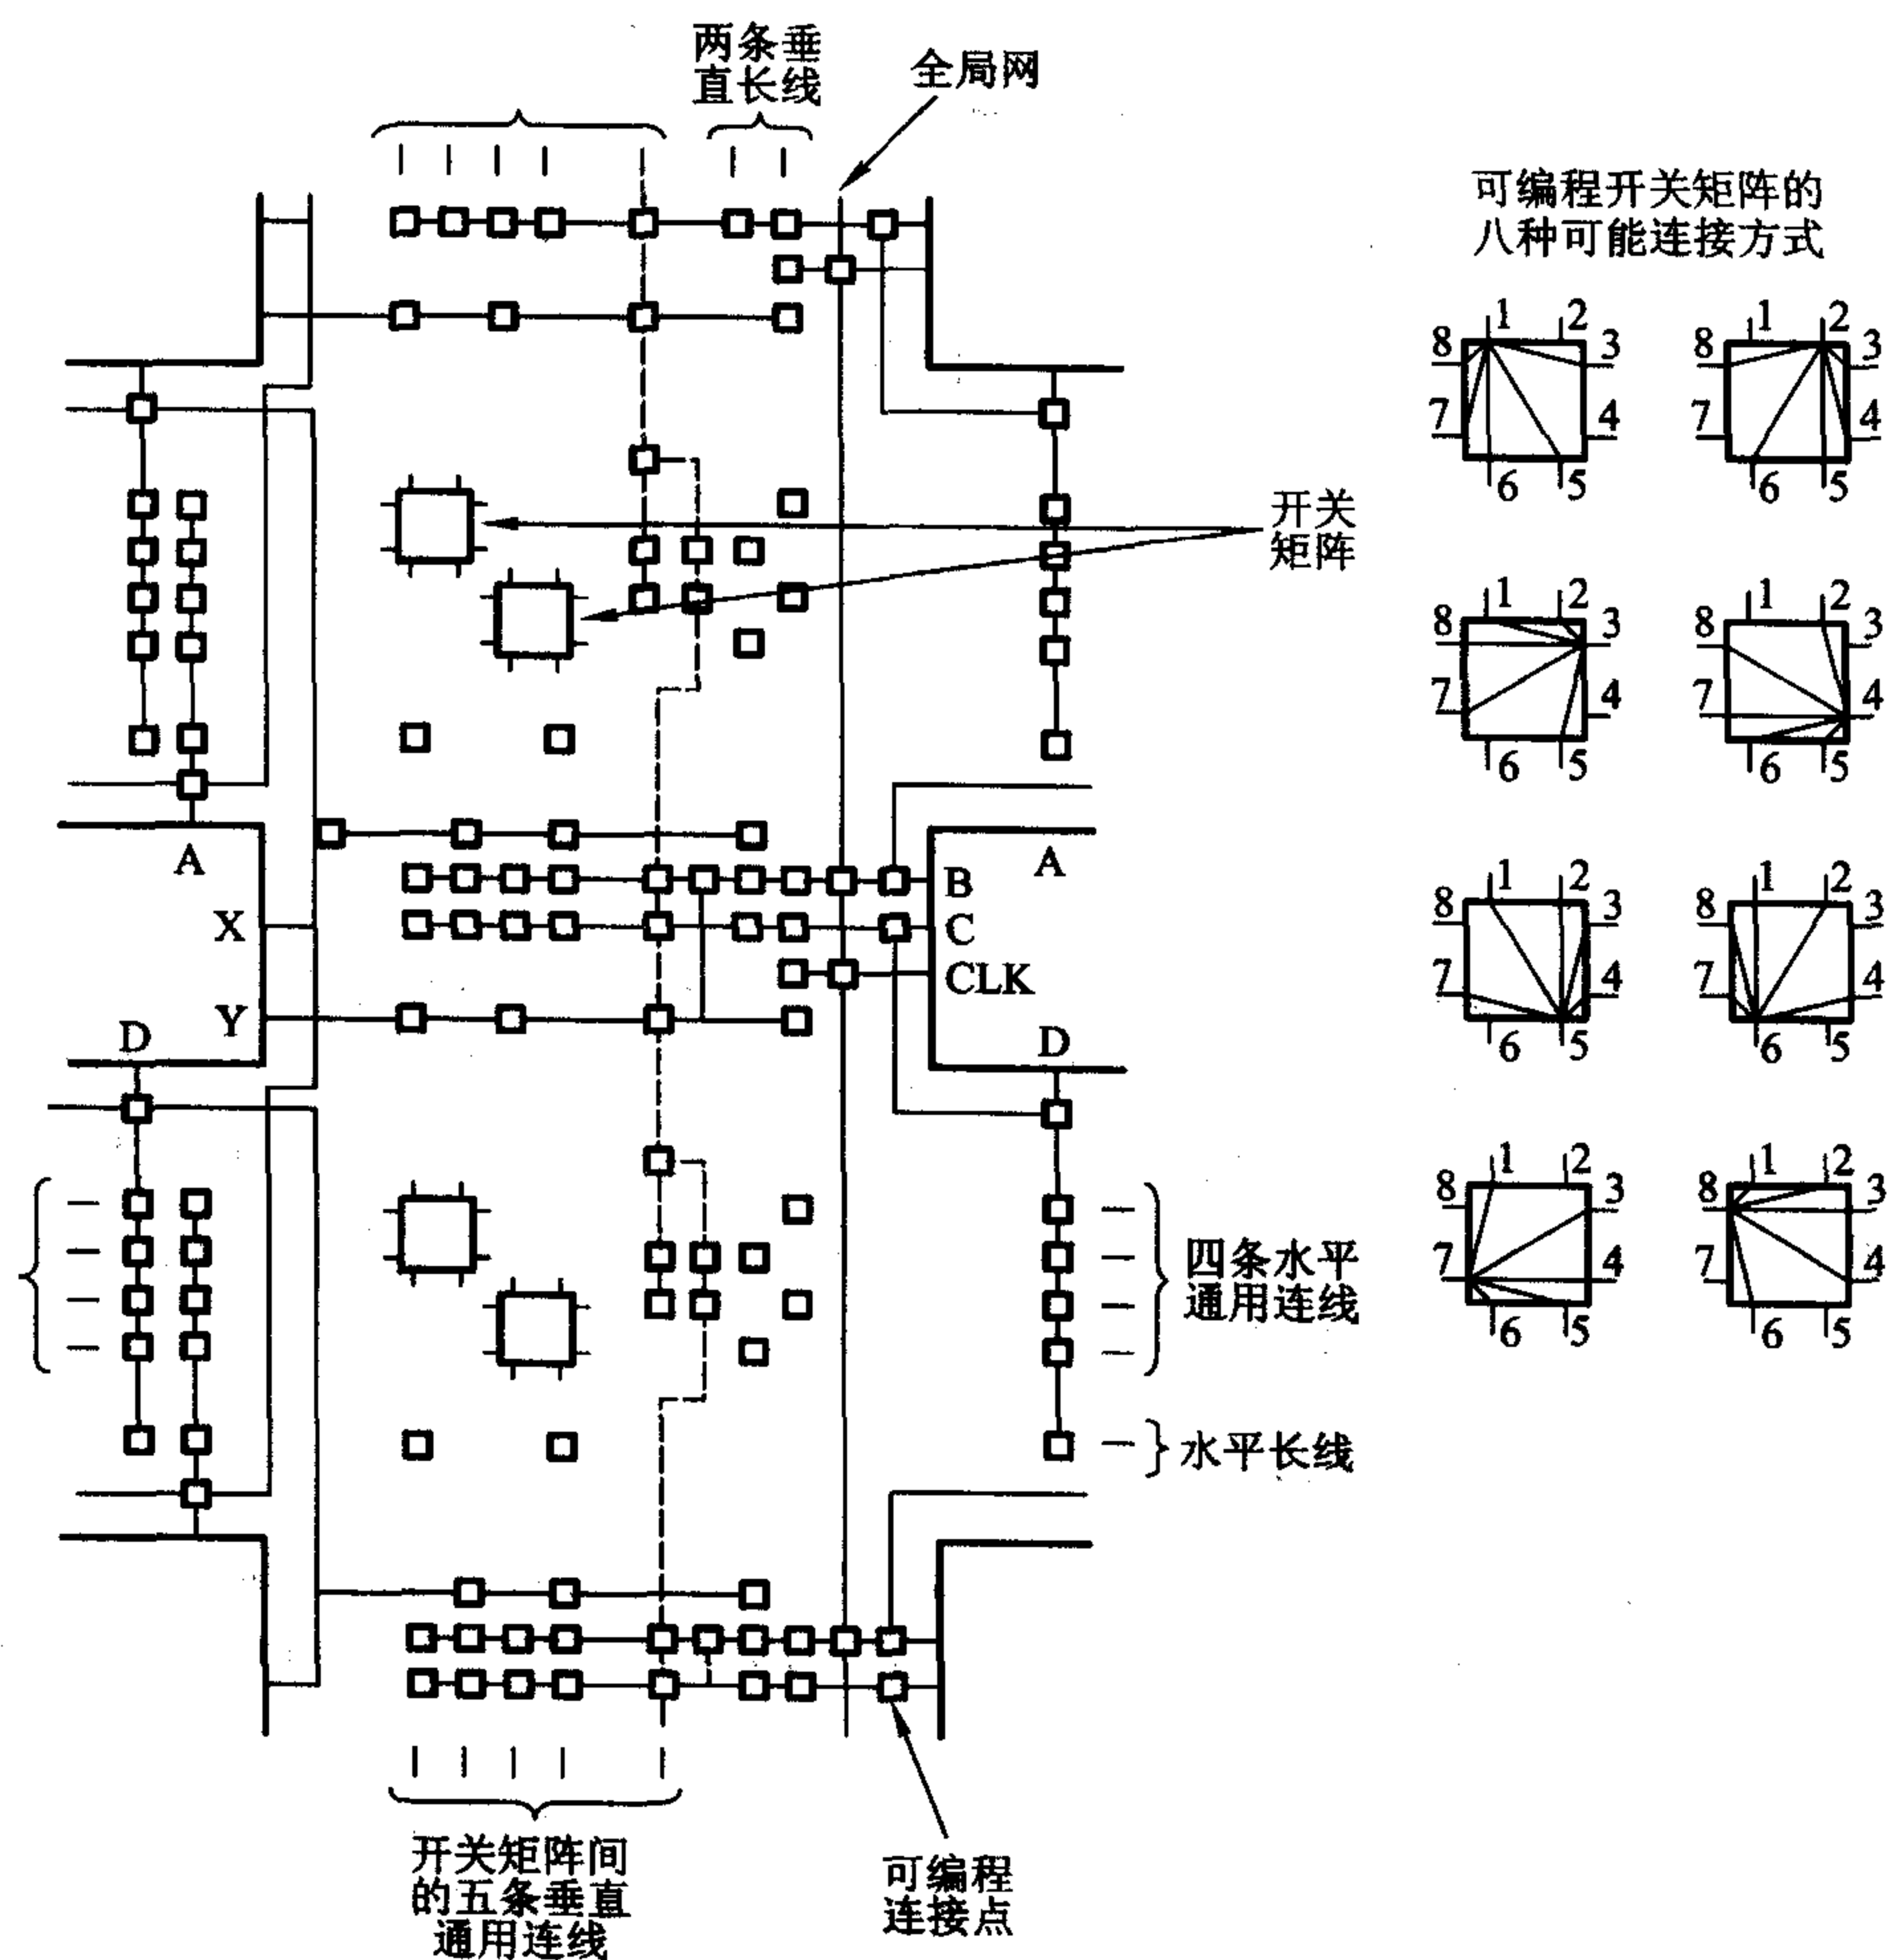 两条垂
直长线
全局网
可编程开关矩阵的
八种可能连接方式
1 2
8 3
7 4
6 5
1 2
8 3
7 4
6 5
开关
矩阵
1 2
8 3
7 4
6 5
1 2
8 3
7 4
6 5
A
A
B
X
C
CLK
Y
D
D
1 2
8 3
7 4
6 5
1 2
8 3
7 4
6 5
1 2
8 3
7 4
6 5
1 2
8 3
7 4
6 5
四条水平
通用连线
水平长线
开关矩阵间
的五条垂直
通用连线
可编程
连接点